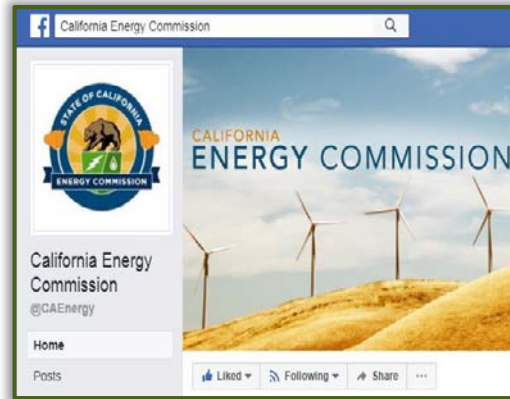 f California Energy Commission
STATE OF CALIFORNIA
ENERGY COMMISSION
CALIFORNIA
ENERGY COMMISSION
California Energy
Commission
@CAEnergy
Home
Posts
Liked
Following
Share